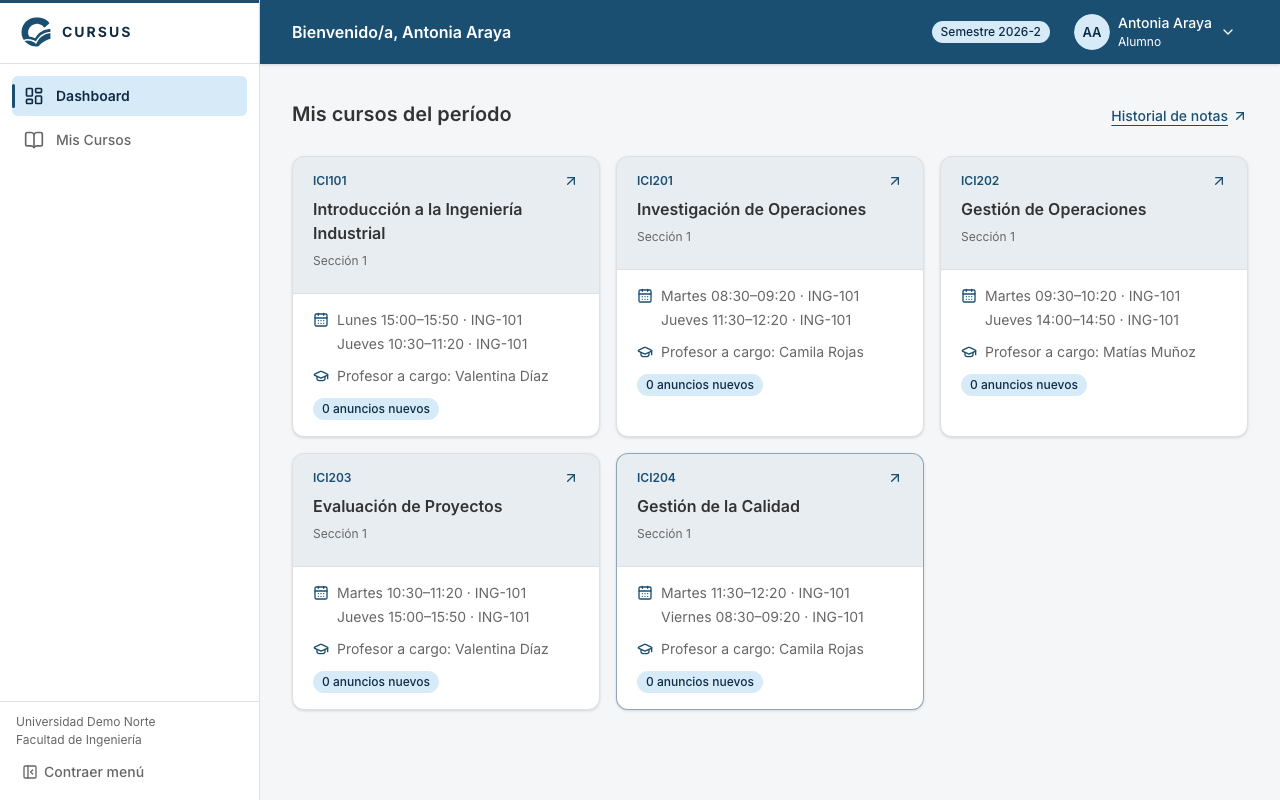 CURSUS
Bienvenido/a, Antonia Araya
Semestre 2026-2
AA
Antonia Araya
Alumno
Dashboard
Mis Cursos
Mis cursos del período
Historial de notas
ICI101
Introducción a la Ingeniería
Industrial
Sección 1
Lunes 15:00–15:50 · ING-101
Jueves 10:30–11:20 · ING-101
Profesor a cargo: Valentina Díaz
0 anuncios nuevos
ICI201
Investigación de Operaciones
Sección 1
Martes 08:30–09:20 · ING-101
Jueves 11:30–12:20 · ING-101
Profesor a cargo: Camila Rojas
0 anuncios nuevos
ICI202
Gestión de Operaciones
Sección 1
Martes 09:30–10:20 · ING-101
Jueves 14:00–14:50 · ING-101
Profesor a cargo: Matías Muñoz
0 anuncios nuevos
ICI203
Evaluación de Proyectos
Sección 1
Martes 10:30–11:20 · ING-101
Jueves 15:00–15:50 · ING-101
Profesor a cargo: Valentina Díaz
0 anuncios nuevos
ICI204
Gestión de la Calidad
Sección 1
Martes 11:30–12:20 · ING-101
Viernes 08:30–09:20 · ING-101
Profesor a cargo: Camila Rojas
0 anuncios nuevos
Universidad Demo Norte
Facultad de Ingeniería
Contraer menú